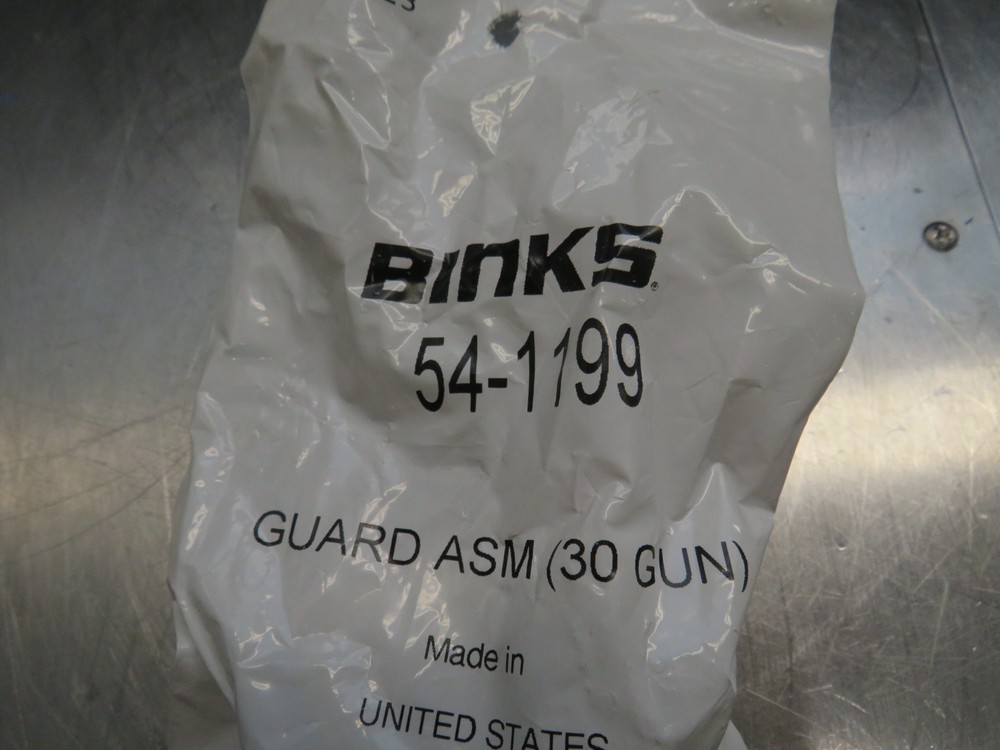 BINKS®
54-1199
GUARD ASM (30 GUN)
Made in
UNITED STATES